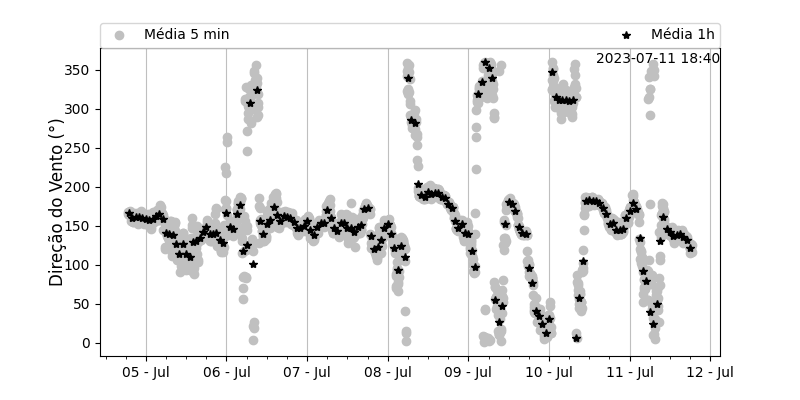 Média 5 min
Média 1h
2023-07-11 18:40
Direção do Vento (°)
350
300
250
200
150
100
50
0
05 - Jul
06 - Jul
07 - Jul
08 - Jul
09 - Jul
10 - Jul
11 - Jul
12 - Jul